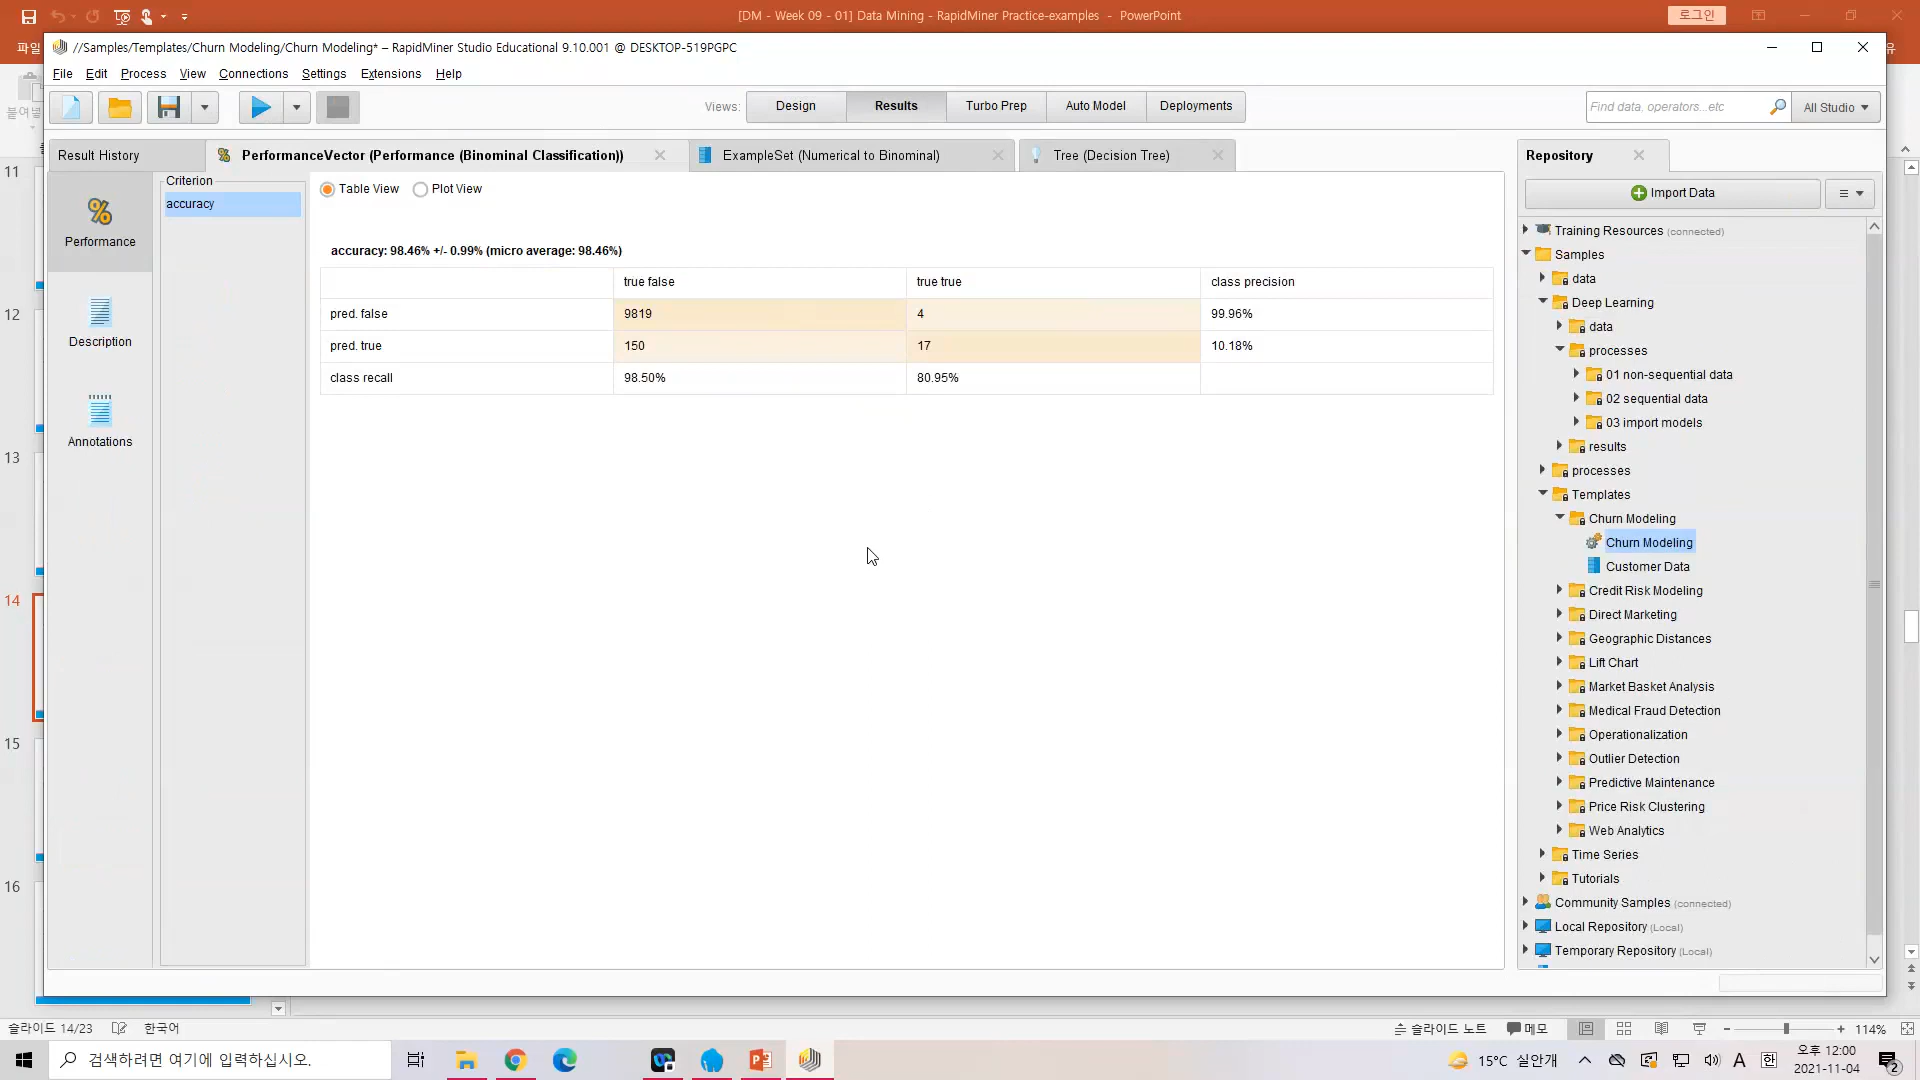 [DM - Week 09 - 01] Data Mining - RapidMiner Practice-examples - PowerPoint
로그인
파일
//Samples/Templates/Churn Modeling/Churn Modeling* – RapidMiner Studio Educational 9.10.001 @ DESKTOP-519PGPC
File Edit Process View Connections Settings Extensions Help
Views: Design Results Turbo Prep Auto Model Deployments
Find data, operators...etc
All Studio
Result History
PerformanceVector (Performance (Binominal Classification))
ExampleSet (Numerical to Binominal)
Tree (Decision Tree)
Repository
Performance
Description
Annotations
Criterion
accuracy
Table View Plot View
accuracy: 98.46% +/- 0.99% (micro average: 98.46%)
true false true true class precision
pred. false 9819 4 99.96%
pred. true 150 17 10.18%
class recall 98.50% 80.95%
Import Data
Training Resources (connected)
Samples
data
Deep Learning
data
processes
01 non-sequential data
02 sequential data
03 import models
results
processes
Templates
Churn Modeling
Churn Modeling
Customer Data
Credit Risk Modeling
Direct Marketing
Geographic Distances
Lift Chart
Market Basket Analysis
Medical Fraud Detection
Operationalization
Outlier Detection
Predictive Maintenance
Price Risk Clustering
Web Analytics
Time Series
Tutorials
Community Samples (connected)
Local Repository (Local)
Temporary Repository (Local)
11
12
13
14
15
16
슬라이드 14/23 한국어
슬라이드 노트 메모
114%
검색하려면 여기에 입력하십시오.
15°C 실안개
A 한
오후 12:00
2021-11-04
2